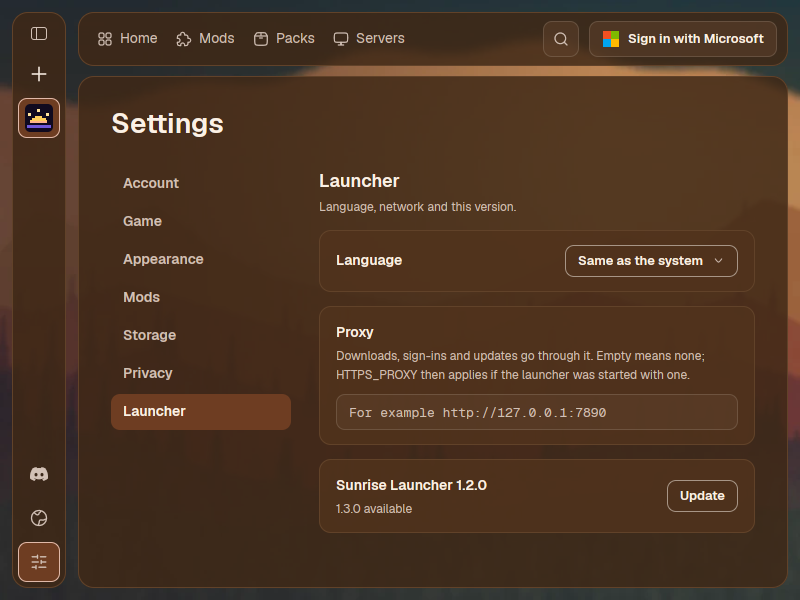 Home
Mods
Packs
Servers
Sign in with Microsoft
Settings
Account
Game
Appearance
Mods
Storage
Privacy
Launcher
Launcher
Language, network and this version.
Language
Same as the system
Proxy
Downloads, sign-ins and updates go through it. Empty means none;
HTTPS_PROXY then applies if the launcher was started with one.
For example http://127.0.0.1:7890
Sunrise Launcher 1.2.0
1.3.0 available
Update